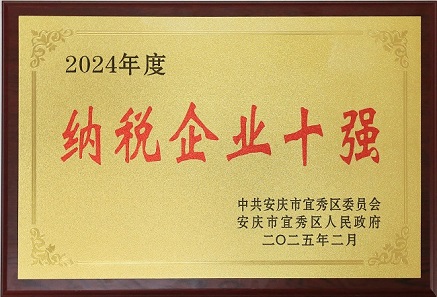 2024年度
纳税企业十强
中共安庆市宜秀区委员会
安庆市宜秀区人民政府
二〇二五年二月